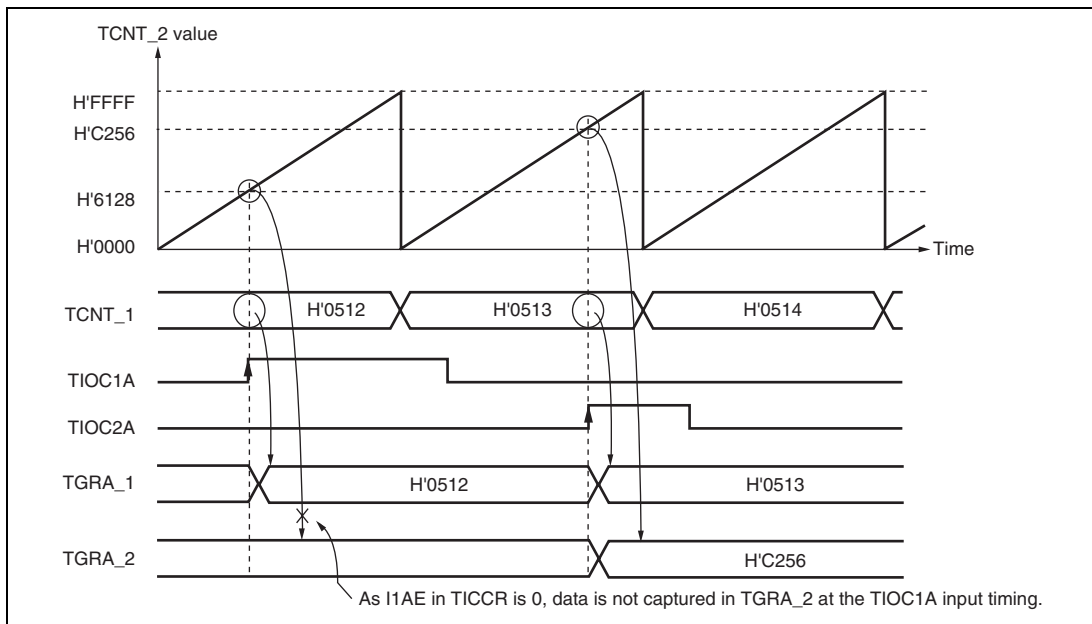 TCNT_2 value
H'FFFF
H'C256
H'6128
H'0000
Time
TCNT_1
H'0512
H'0513
H'0514
TIOC1A
TIOC2A
TGRA_1
H'0512
H'0513
TGRA_2
H'C256
As I1AE in TICCR is 0, data is not captured in TGRA_2 at the TIOC1A input timing.